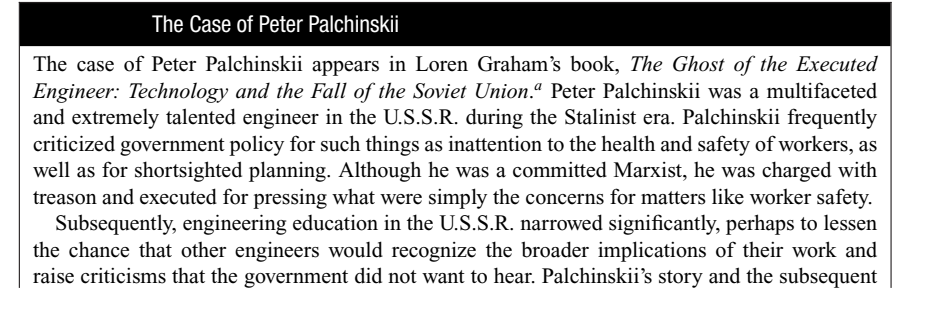 The Case of Peter Palchinskii
The case of Peter Palchinskii appears in Loren Graham's book, The Ghost of the Executed
Engineer: Technology and the Fall of the Soviet Union.a Peter Palchinskii was a multifaceted
and extremely talented engineer in the U.S.S.R. during the Stalinist era. Palchinskii frequently
criticized government policy for such things as inattention to the health and safety of workers, as
well as for shortsighted planning. Although he was a committed Marxist, he was charged with
treason and executed for pressing what were simply the concerns for matters like worker safety.
Subsequently, engineering education in the U.S.S.R. narrowed significantly, perhaps to lessen
the chance that other engineers would recognize the broader implications of their work and
raise criticisms that the government did not want to hear. Palchinskii's story and the subsequent